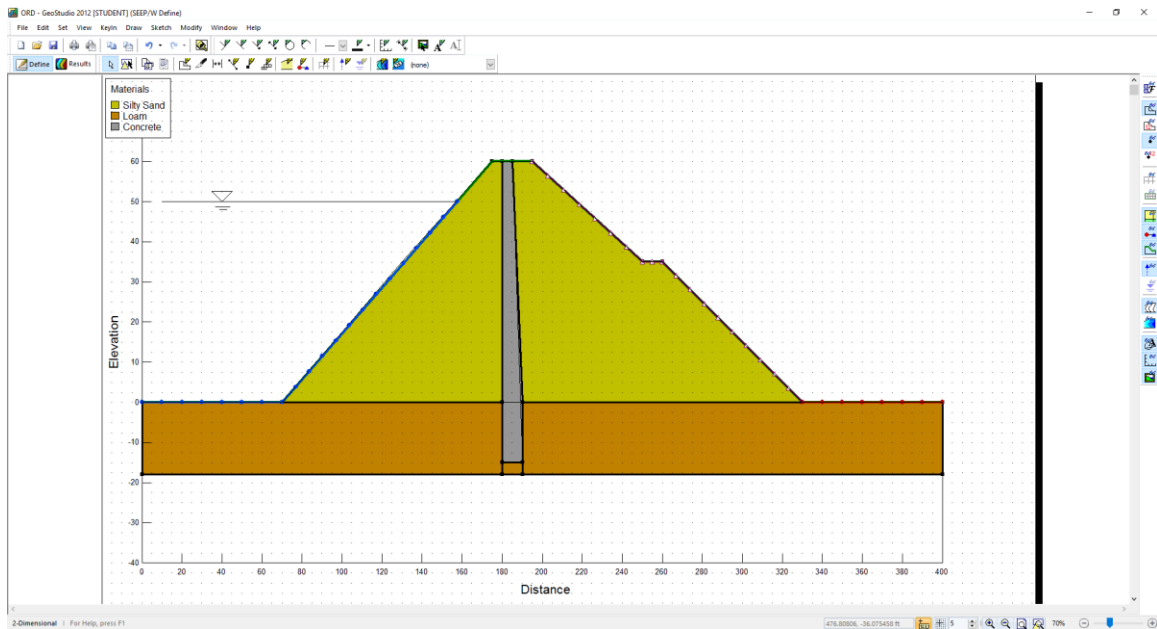 ORD - GeoStudio 2012 [STUDENT] (SEEP/W Define)
File Edit Set View KeyIn Draw Sketch Modify Window Help
Define Results (none)
Materials
Silty Sand
Loam
Concrete
60
50
40
30
20
10
0
-10
-20
-30
-40
Elevation
0 20 40 60 80 100 120 140 160 180 200 220 240 260 280 300 320 340 360 380 400
Distance
2-Dimensional For Help, press F1 476.80806, -36.075458 ft 5 70%